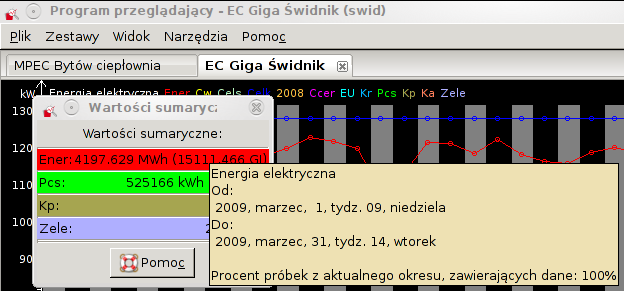 Program przeglądający - EC Giga Świdnik (swid)
Plik Zestawy Widok Narzędzia Pomoc
MPEC Bytów ciepłownia EC Giga Świdnik
kW Energia elektryczna Ener Cw Cels 2008 Ccer EU Kr Pcs Kp Ka Zele
Wartości sumaryczne
Wartości sumaryczne:
Ener: 4197.629 MWh (15111.466 GJ)
Pcs: 525166 kWh
Kp:
Zele: 2
Pomoc
130
120
110
100
90
Energia elektryczna
Od:
2009, marzec, 1, tydz. 09, niedziela
Do:
2009, marzec, 31, tydz. 14, wtorek
Procent próbek z aktualnego okresu, zawierających dane: 100%